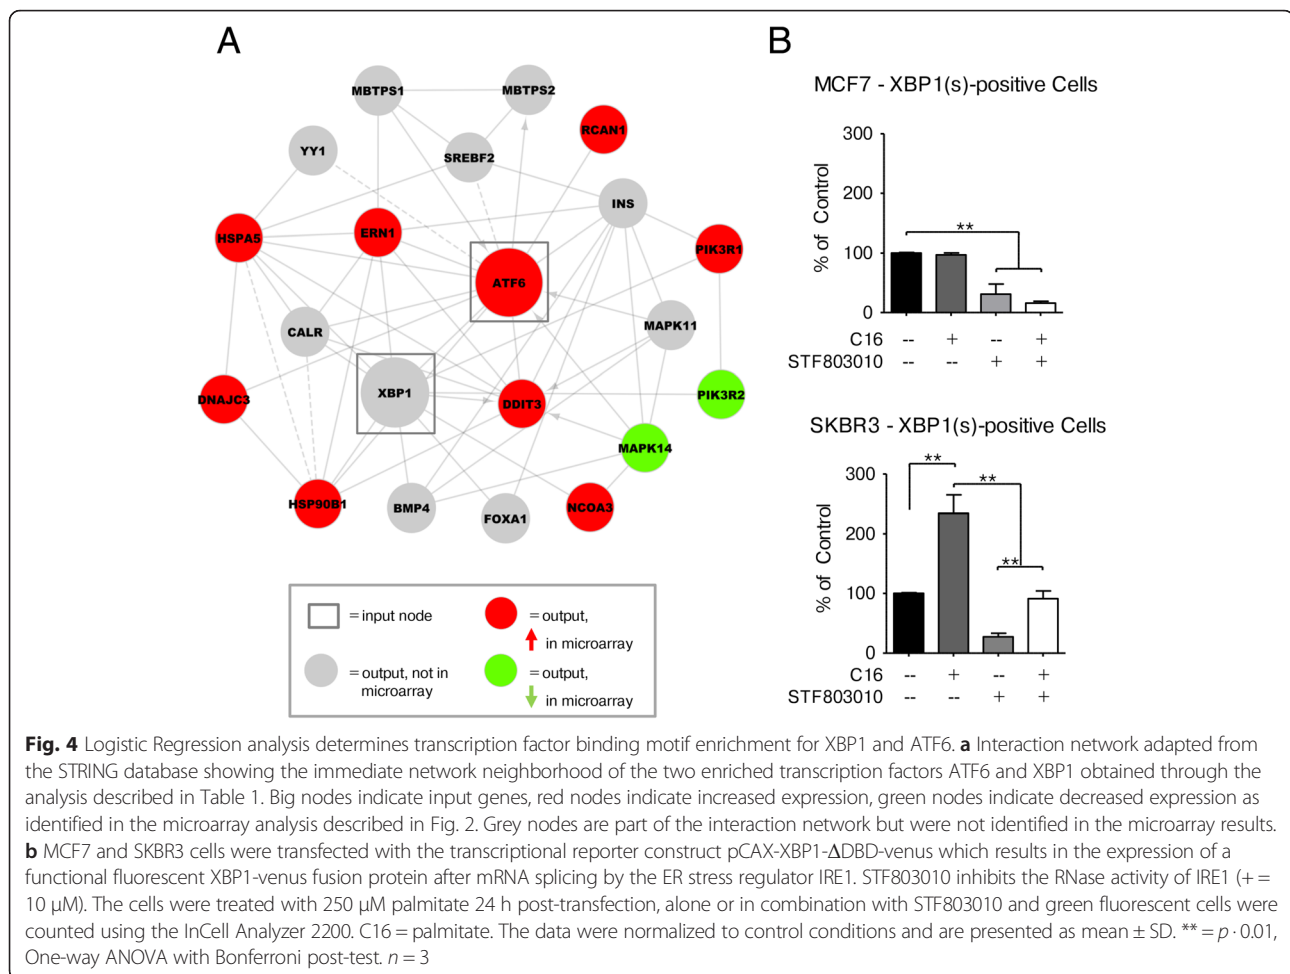 A
MBTPS1
MBTPS2
RCAN1
YY1
SREBF2
INS
HSPA5
ERN1
PIK3R1
ATF6
CALR
MAPK11
XBP1
DNAJC3
DDIT3
PIK3R2
MAPK14
HSP90B1
BMP4
FOXA1
NCOA3
= input node
= output, not in
microarray
= output,
in microarray
= output,
in microarray
B
MCF7 - XBP1(s)-positive Cells
% of Control
300
200
100
0
**
C16 -- + -- +
STF803010 -- -- + +
SKBR3 - XBP1(s)-positive Cells
% of Control
300
200
100
0
**
**
**
C16 -- + -- +
STF803010 -- -- + +
Fig. 4 Logistic Regression analysis determines transcription factor binding motif enrichment for XBP1 and ATF6. a Interaction network adapted from
the STRING database showing the immediate network neighborhood of the two enriched transcription factors ATF6 and XBP1 obtained through the
analysis described in Table 1. Big nodes indicate input genes, red nodes indicate increased expression, green nodes indicate decreased expression as
identified in the microarray analysis described in Fig. 2. Grey nodes are part of the interaction network but were not identified in the microarray results.
b MCF7 and SKBR3 cells were transfected with the transcriptional reporter construct pCAX-XBP1-ΔDBD-venus which results in the expression of a
functional fluorescent XBP1-venus fusion protein after mRNA splicing by the ER stress regulator IRE1. STF803010 inhibits the RNase activity of IRE1 (+ =
10 μM). The cells were treated with 250 μM palmitate 24 h post-transfection, alone or in combination with STF803010 and green fluorescent cells were
counted using the InCell Analyzer 2200. C16 = palmitate. The data were normalized to control conditions and are presented as mean ± SD. ** = p · 0.01,
One-way ANOVA with Bonferroni post-test. n = 3